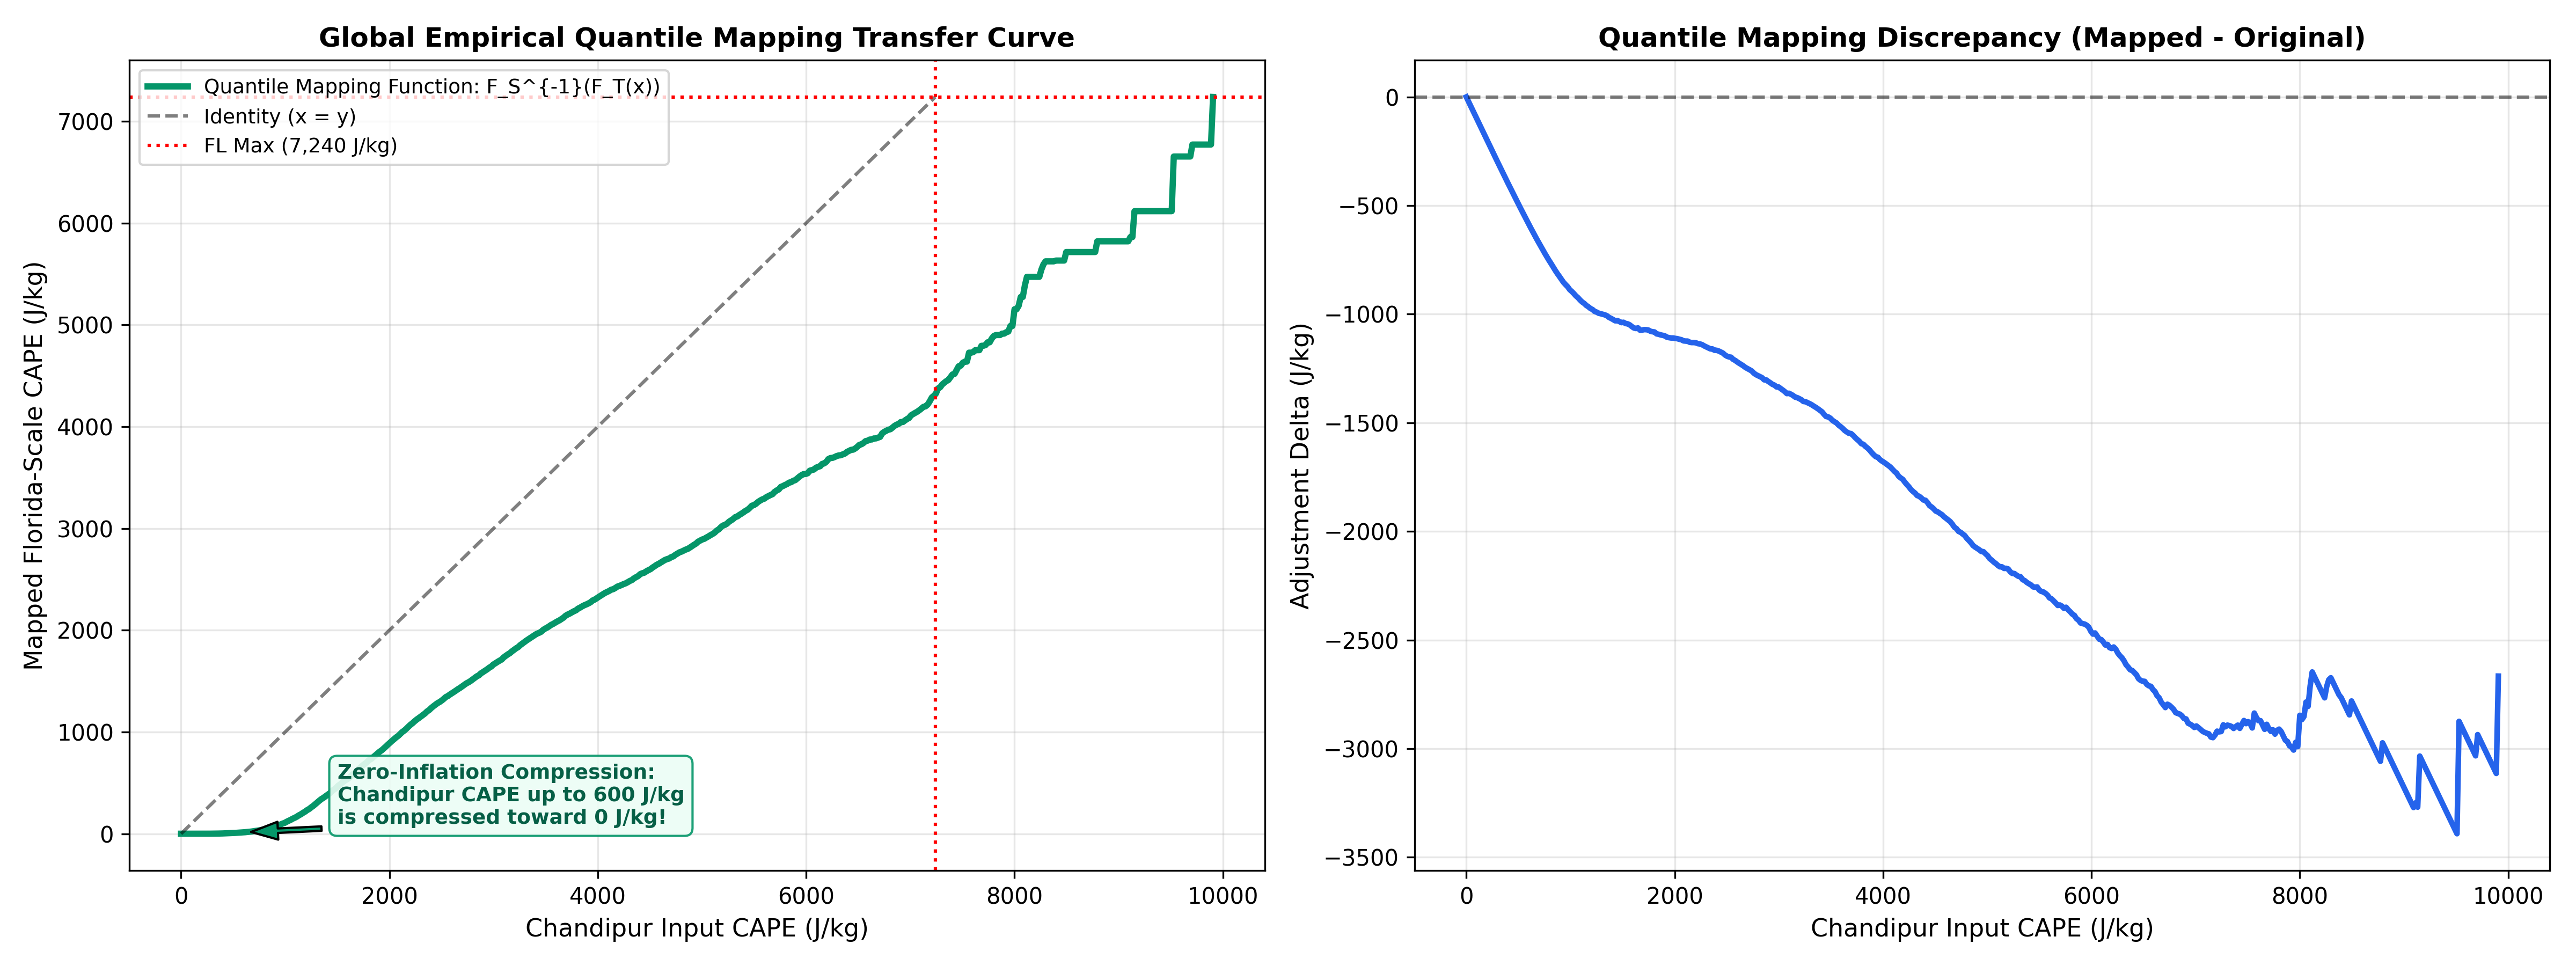 Global Empirical Quantile Mapping Transfer Curve
Quantile Mapping Function: F_S^{-1}(F_T(x))
Identity (x = y)
FL Max (7,240 J/kg)
Mapped Florida-Scale CAPE (J/kg)
7000
6000
5000
4000
3000
2000
1000
0
Zero-Inflation Compression:
Chandipur CAPE up to 600 J/kg
is compressed toward 0 J/kg!
0 2000 4000 6000 8000 10000
Chandipur Input CAPE (J/kg)
Quantile Mapping Discrepancy (Mapped - Original)
Adjustment Delta (J/kg)
0
−500
−1000
−1500
−2000
−2500
−3000
−3500
0 2000 4000 6000 8000 10000
Chandipur Input CAPE (J/kg)